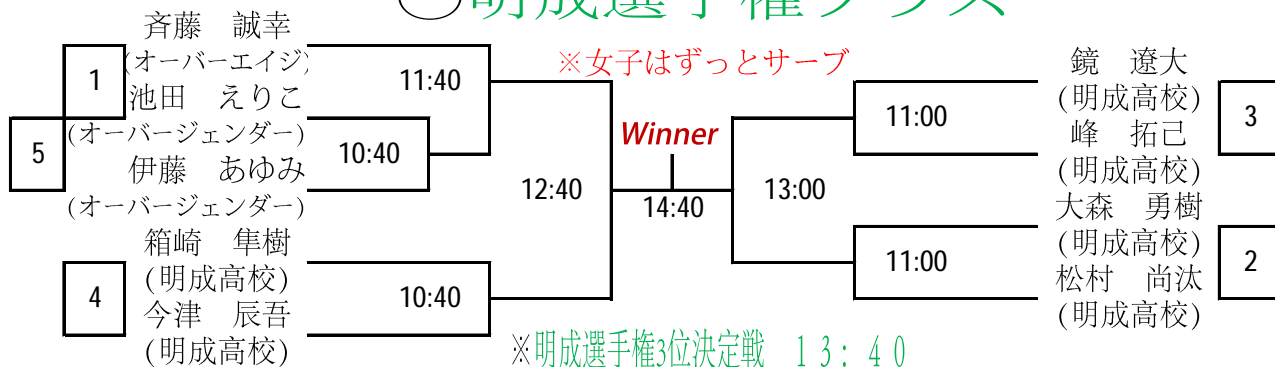 明成選手権クラス
斉藤　誠幸
(オーバーエイジ)
池田　えりこ
(オーバージェンダー)
伊藤　あゆみ
(オーバージェンダー)
箱崎　隼樹
(明成高校)
今津　辰吾
(明成高校)
1
5
4
11:40
10:40
10:40
12:40
※女子はずっとサーブ
Winner
14:40
13:00
11:00
11:00
鏡　遼大
(明成高校)
峰　拓己
(明成高校)
大森　勇樹
(明成高校)
松村　尚汰
(明成高校)
3
2
※明成選手権3位決定戦　１３：４０